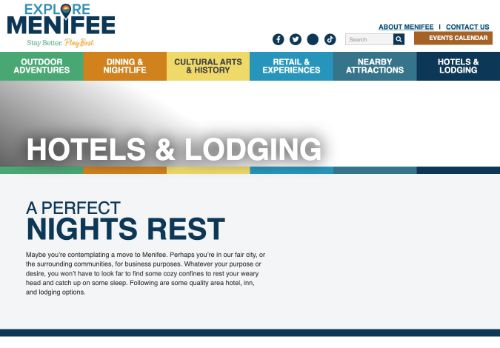 EXPLORE
MENIFEE
Stay Better. Play Best.
ABOUT MENIFEE | CONTACT US
Search
EVENTS CALENDAR
OUTDOOR
ADVENTURES
DINING &
NIGHTLIFE
CULTURAL ARTS
& HISTORY
RETAIL &
EXPERIENCES
NEARBY
ATTRACTIONS
HOTELS &
LODGING
HOTELS & LODGING
A PERFECT
NIGHTS REST
Maybe you're contemplating a move to Menifee. Perhaps you're in our fair city, or
the surrounding communities, for business purposes. Whatever your purpose or
desire, you won't have to look far to find some cozy confines to rest your weary
head and catch up on some sleep. Following are some quality area hotel, inn,
and lodging options.